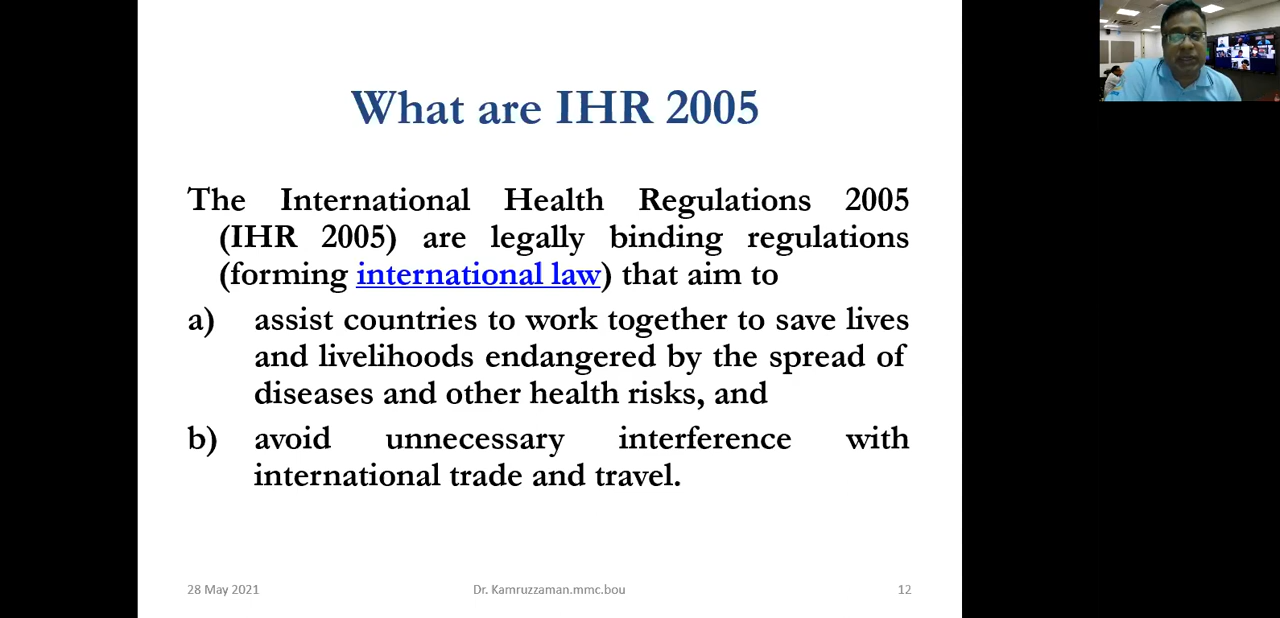 What are IHR 2005
The International Health Regulations 2005
(IHR 2005) are legally binding regulations
(forming international law) that aim to
a) assist countries to work together to save lives
and livelihoods endangered by the spread of
diseases and other health risks, and
b) avoid unnecessary interference with
international trade and travel.
28 May 2021
Dr. Kamruzzaman.mmc.bou
12